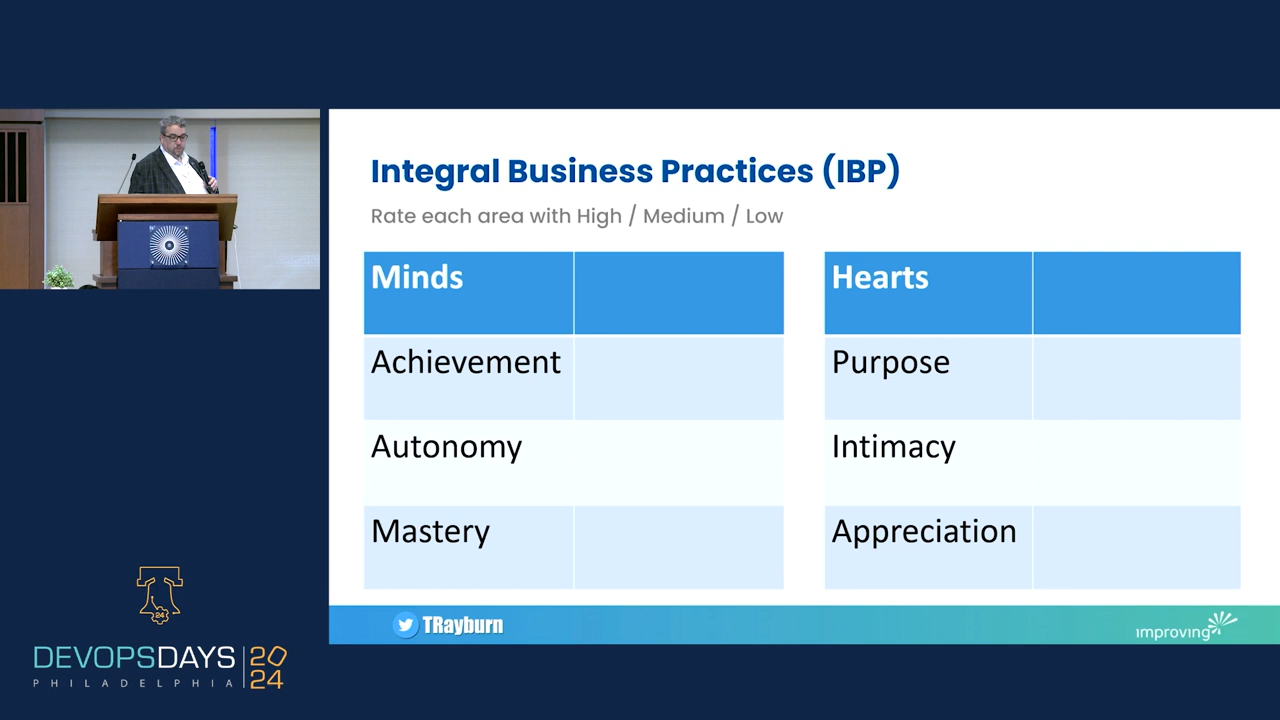 Integral Business Practices (IBP)
Rate each area with High / Medium / Low
Minds
Achievement
Autonomy
Mastery
Hearts
Purpose
Intimacy
Appreciation
TRayburn
improving
24
DEVOPSDAYS
PHILADELPHIA
2024